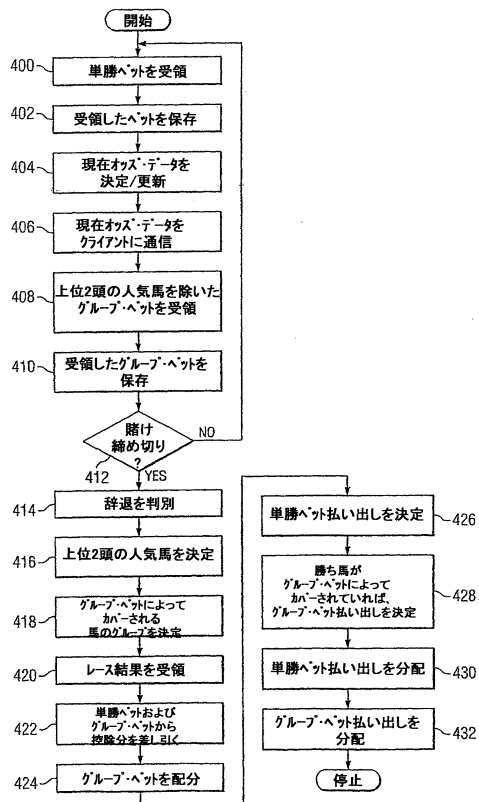 開始
400
単勝ベットを受領
402
受領したベットを保存
404
現在オッズ・データを
決定/更新
406
現在オッズ・データを
クライアントに通信
408
上位2頭の人気馬を除いた
グループ・ベットを受領
410
受領したグループ・ベットを
保存
賭け
締め切り
?
NO
412
YES
414
辞退を判別
416
上位2頭の人気馬を決定
418
グループ・ベットによって
カバーされる
馬のグループを決定
420
レース結果を受領
422
単勝ベットおよび
グループ・ベットから
控除分を差し引く
424
グループ・ベットを配分
単勝ベット払い出しを決定
426
勝ち馬が
グループ・ベットによって
カバーされていれば、
グループ・ベット払い出しを決定
428
単勝ベット払い出しを分配
430
グループ・ベット払い出しを
分配
432
停止